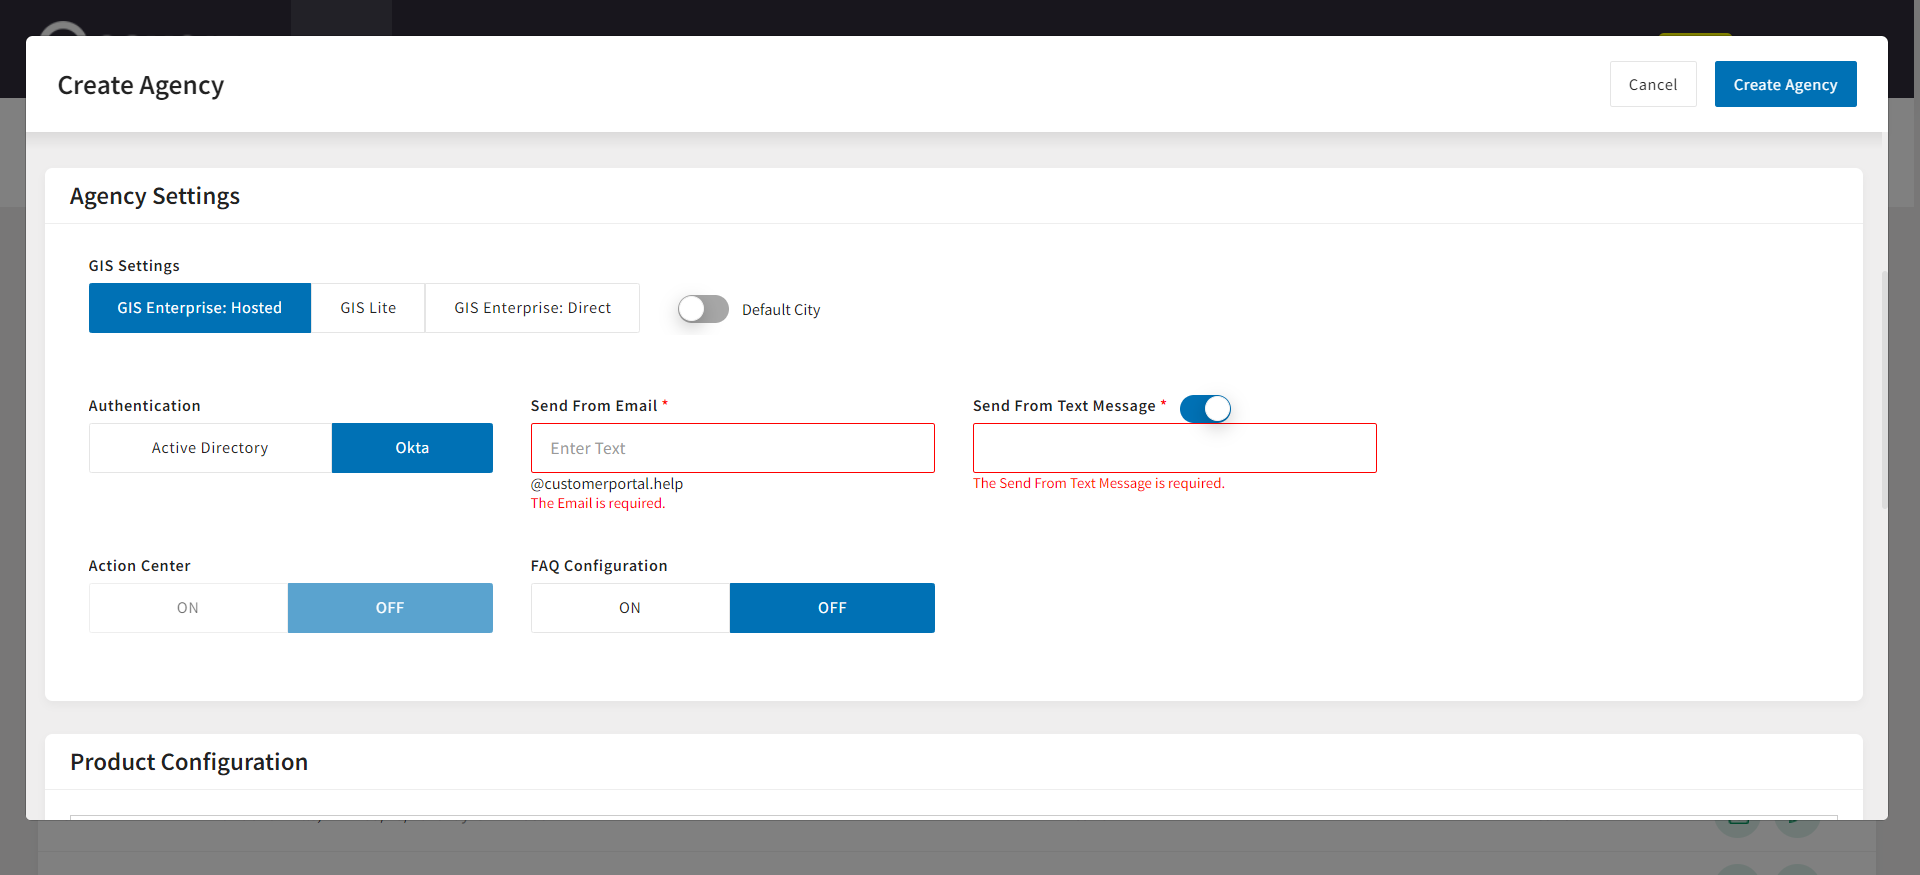 Create Agency
Cancel
Create Agency
Agency Settings
GIS Settings
GIS Enterprise: Hosted
GIS Lite
GIS Enterprise: Direct
Default City
Authentication
Send From Email *
Send From Text Message *
Active Directory
Okta
Enter Text
@customerportal.help
The Email is required.
The Send From Text Message is required.
Action Center
FAQ Configuration
ON
OFF
ON
OFF
Product Configuration